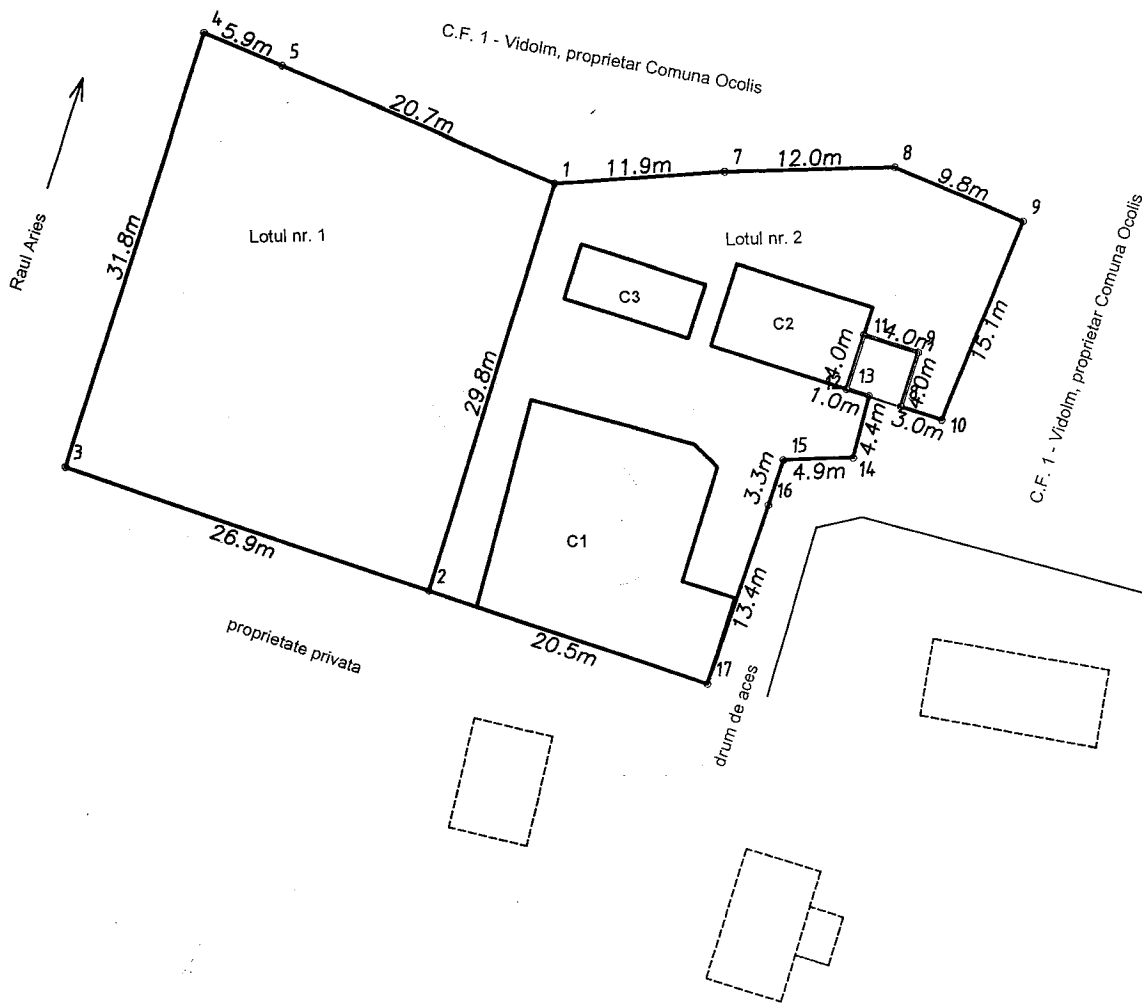 4
5.9m
5
C.F. 1 - Vidolm, proprietar Comuna Ocolis
20.7m
1
11.9m
7
12.0m
8
9.8m
9
Raul Aries
31.8m
Lotul nr. 1
Lotul nr. 2
C3
C2
11
4.0m
9
4.0m
12
13
1.0m
4.0m
8
3.0m
10
15.1m
C.F. 1 - Vidolm, proprietar Comuna Ocolis
29.8m
4.4m
15
4.9m
14
3.3m
16
3
26.9m
C1
2
13.4m
20.5m
17
proprietate privata
drum de aces